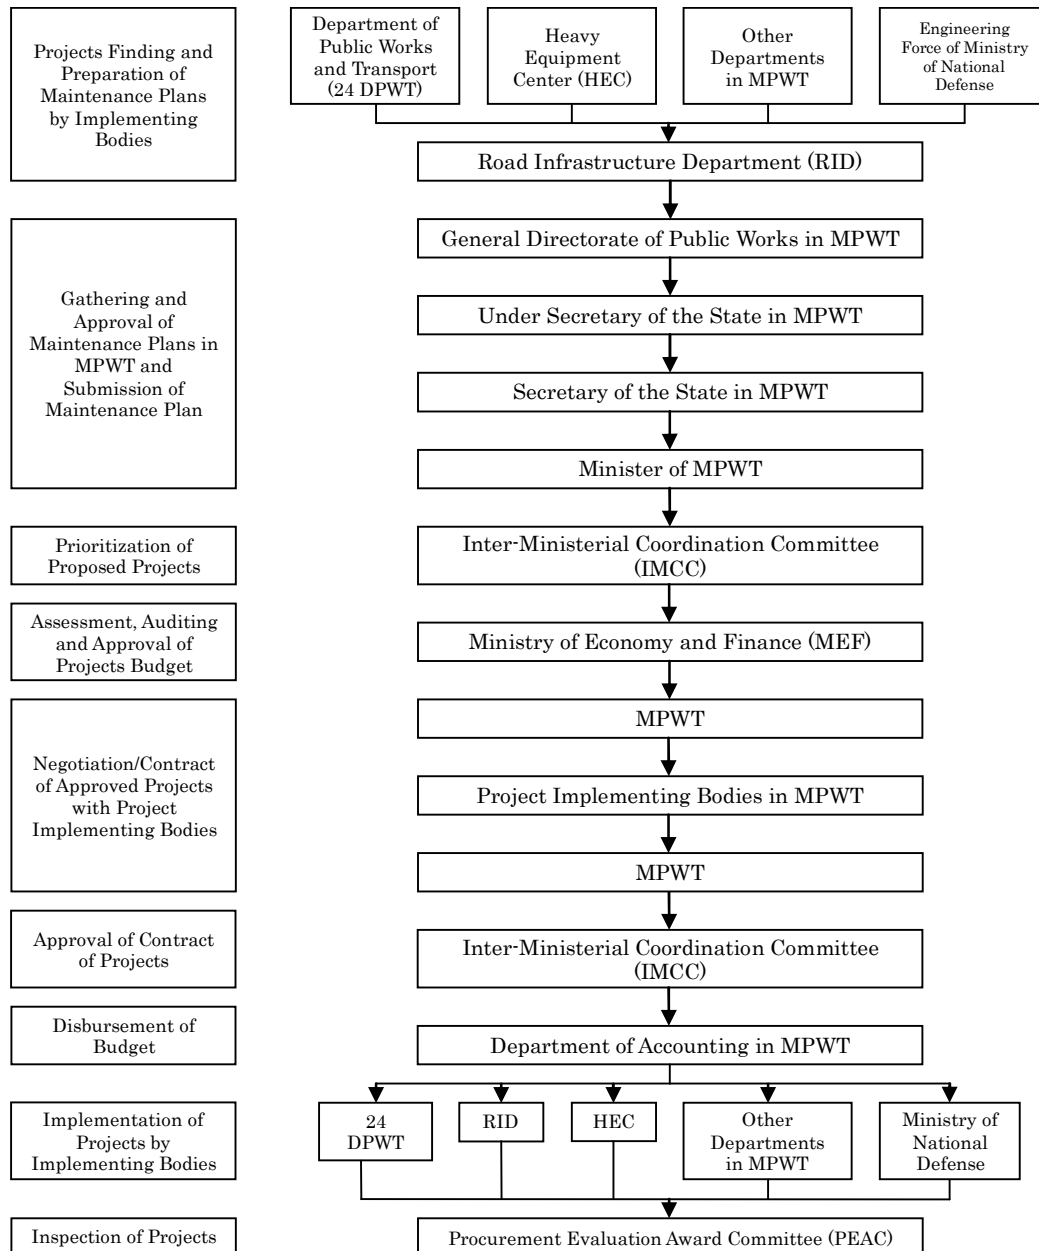 Projects Finding and
Preparation of
Maintenance Plans
by Implementing
Bodies
Department of
Public Works
and Transport
(24 DPWT)
Heavy
Equipment
Center (HEC)
Other
Departments
in MPWT
Engineering
Force of Ministry
of National
Defense
Road Infrastructure Department (RID)
Gathering and
Approval of
Maintenance Plans in
MPWT and
Submission of
Maintenance Plan
General Directorate of Public Works in MPWT
Under Secretary of the State in MPWT
Secretary of the State in MPWT
Minister of MPWT
Prioritization of
Proposed Projects
Inter-Ministerial Coordination Committee
(IMCC)
Assessment, Auditing
and Approval of
Projects Budget
Ministry of Economy and Finance (MEF)
Negotiation/Contract
of Approved Projects
with Project
Implementing Bodies
MPWT
Project Implementing Bodies in MPWT
MPWT
Approval of Contract
of Projects
Inter-Ministerial Coordination Committee
(IMCC)
Disbursement of
Budget
Department of Accounting in MPWT
Implementation of
Projects by
Implementing Bodies
24
DPWT
RID
HEC
Other
Departments
in MPWT
Ministry of
National
Defense
Inspection of Projects
Procurement Evaluation Award Committee (PEAC)